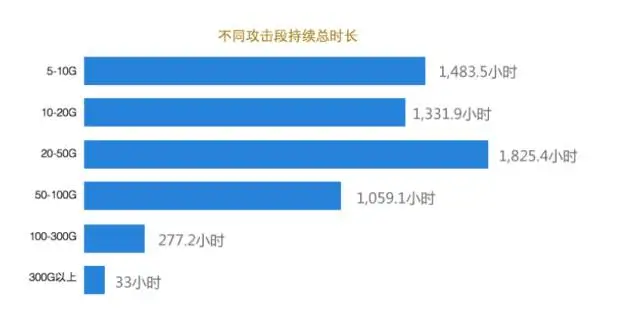 不同攻击段持续总时长
5-10G 1,483.5小时
10-20G 1,331.9小时
20-50G 1,825.4小时
50-100G 1,059.1小时
100-300G 277.2小时
300G以上 33小时